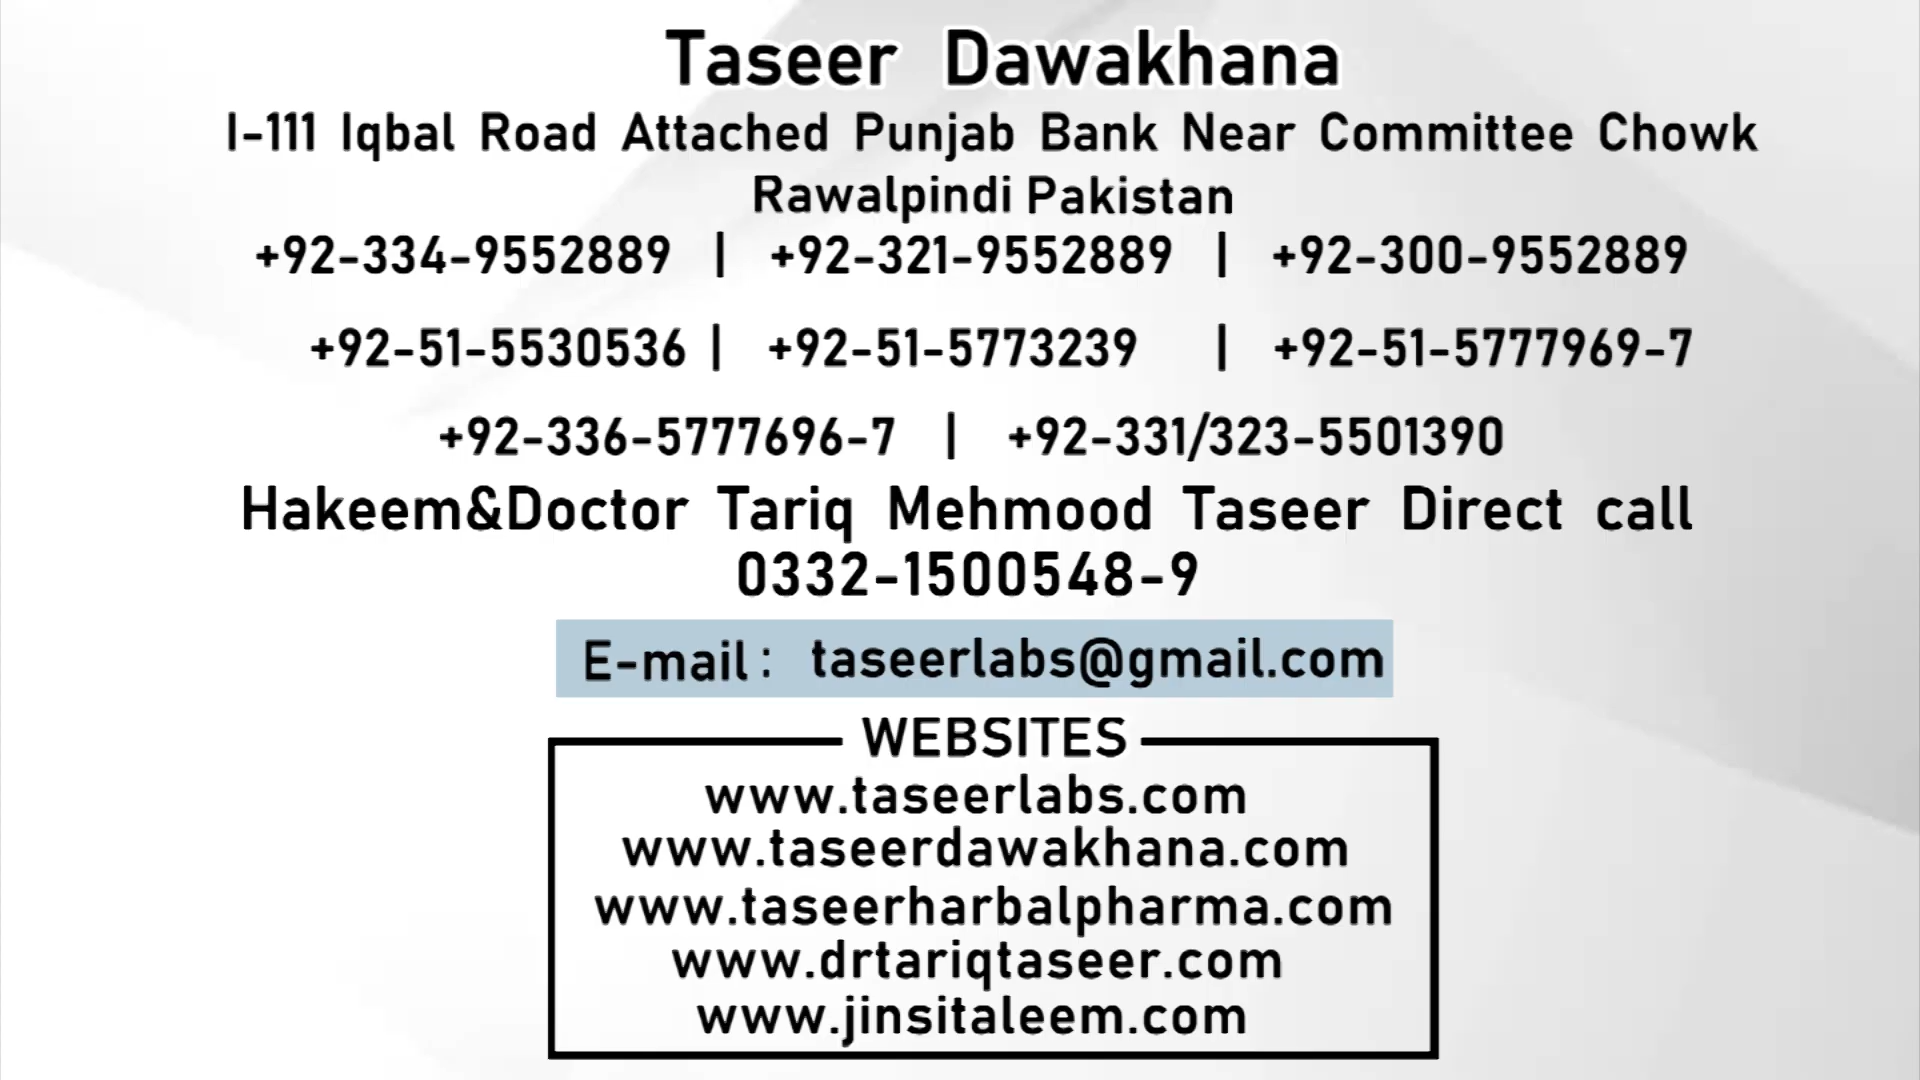 Taseer Dawakhana
I-111 Iqbal Road Attached Punjab Bank Near Committee Chowk
Rawalpindi Pakistan
+92-334-9552889 | +92-321-9552889 | +92-300-9552889
+92-51-5530536 | +92-51-5773239 | +92-51-5777969-7
+92-336-5777696-7 | +92-331/323-5501390
Hakeem&Doctor Tariq Mehmood Taseer Direct call
0332-1500548-9
E-mail : taseerlabs@gmail.com
WEBSITES
www.taseerlabs.com
www.taseerdawakhana.com
www.taseerharbalpharma.com
www.drtariqtaseer.com
www.jinsitaleem.com